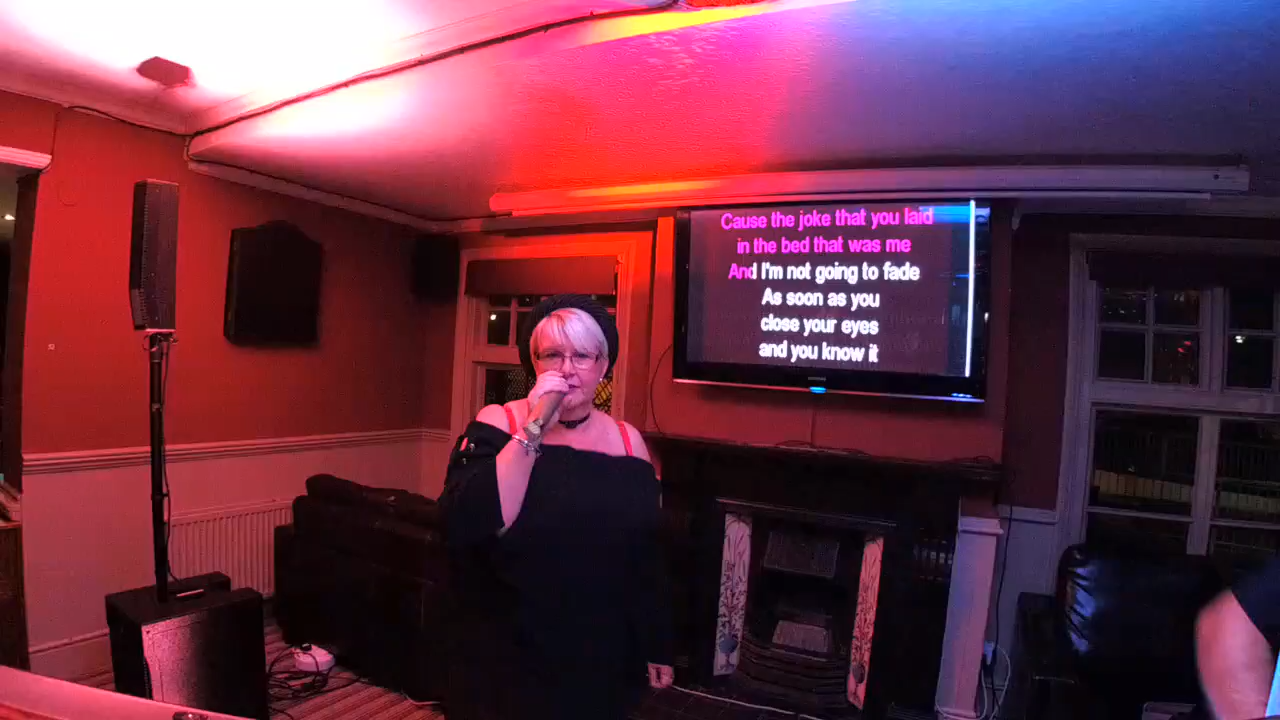 Cause the joke that you laid
in the bed that was me
And I'm not going to fade
As soon as you
close your eyes
and you know it